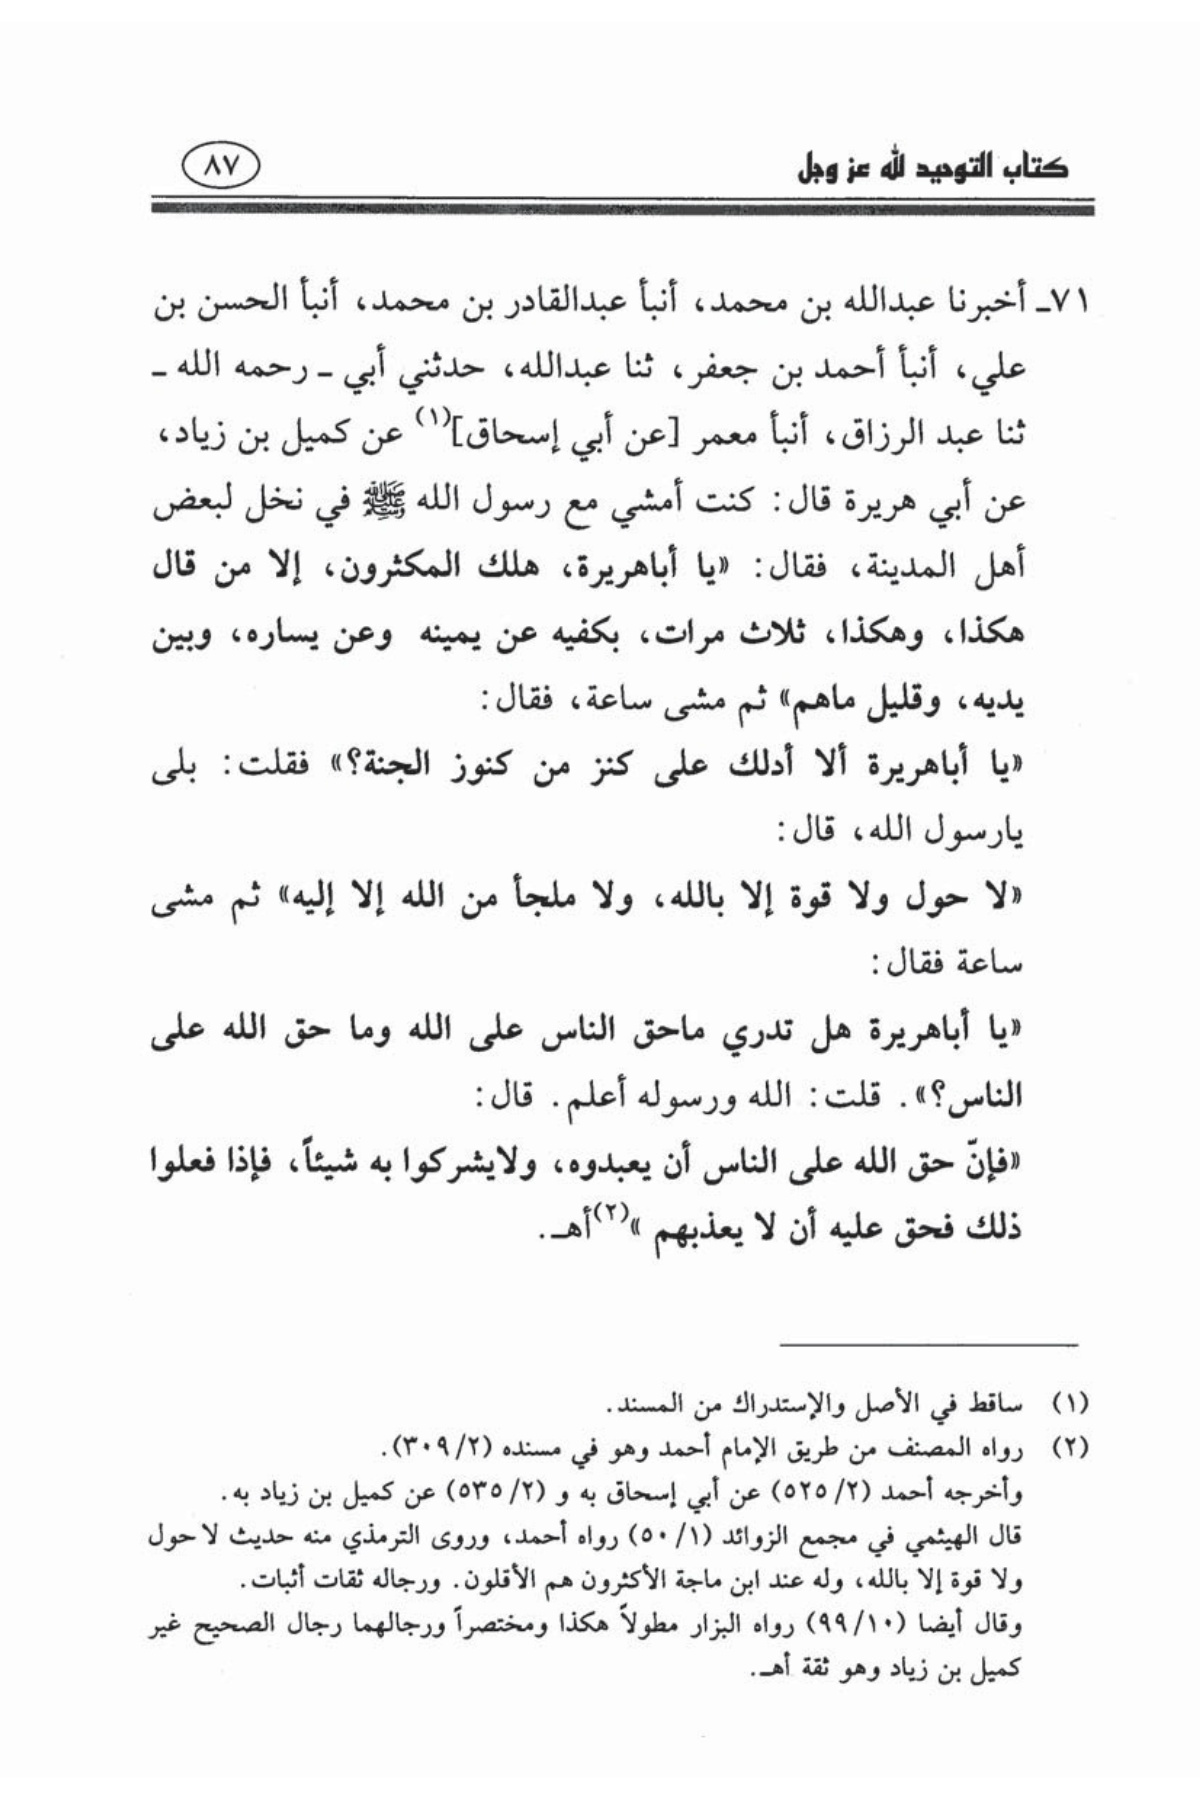 كتاب التوحيد لله عز وجل
٨٧
٧١ـ أخبرنا عبدالله بن محمد، أنبأ عبدالقادر بن محمد، أنبأ الحسن بن
علي، أنبأ أحمد بن جعفر، ثنا عبدالله، حدثني أبي ـ رحمه الله ـ
ثنا عبد الرزاق، أنبأ معمر [عن أبي إسحاق](١) عن كميل بن زياد،
عن أبي هريرة قال: كنت أمشي مع رسول الله ﷺ في نخل لبعض
أهل المدينة، فقال: «يا أباهريرة، هلك المكثرون، إلا من قال
هكذا، وهكذا، ثلاث مرات، بكفيه عن يمينه وعن يساره، وبين
يديه، وقليل ماهم» ثم مشى ساعة، فقال:
«يا أباهريرة ألا أدلك على كنز من كنوز الجنة؟» فقلت: بلى
يارسول الله، قال:
«لا حول ولا قوة إلا بالله، ولا ملجأ من الله إلا إليه» ثم مشى
ساعة فقال:
«يا أباهريرة هل تدري ماحق الناس على الله وما حق الله على
الناس؟». قلت: الله ورسوله أعلم. قال:
«فإنّ حق الله على الناس أن يعبدوه، ولايشركوا به شيئاً، فإذا فعلوا
ذلك فحق عليه أن لا يعذبهم »(٢)أهـ.
(١) ساقط في الأصل والإستدراك من المسند.
(٢) رواه المصنف من طريق الإمام أحمد وهو في مسنده (٣٠٩/٢).
وأخرجه أحمد (٥٢٥/٢) عن أبي إسحاق به و (٥٣٥/٢) عن كميل بن زياد به.
قال الهيثمي في مجمع الزوائد (٥٠/١) رواه أحمد، وروى الترمذي منه حديث لا حول
ولا قوة إلا بالله، وله عند ابن ماجة الأكثرون هم الأقلون. ورجاله ثقات أثبات.
وقال أيضا (٩٩/١٠) رواه البزار مطولاً هكذا ومختصراً ورجالهما رجال الصحيح غير
كميل بن زياد وهو ثقة أهـ.